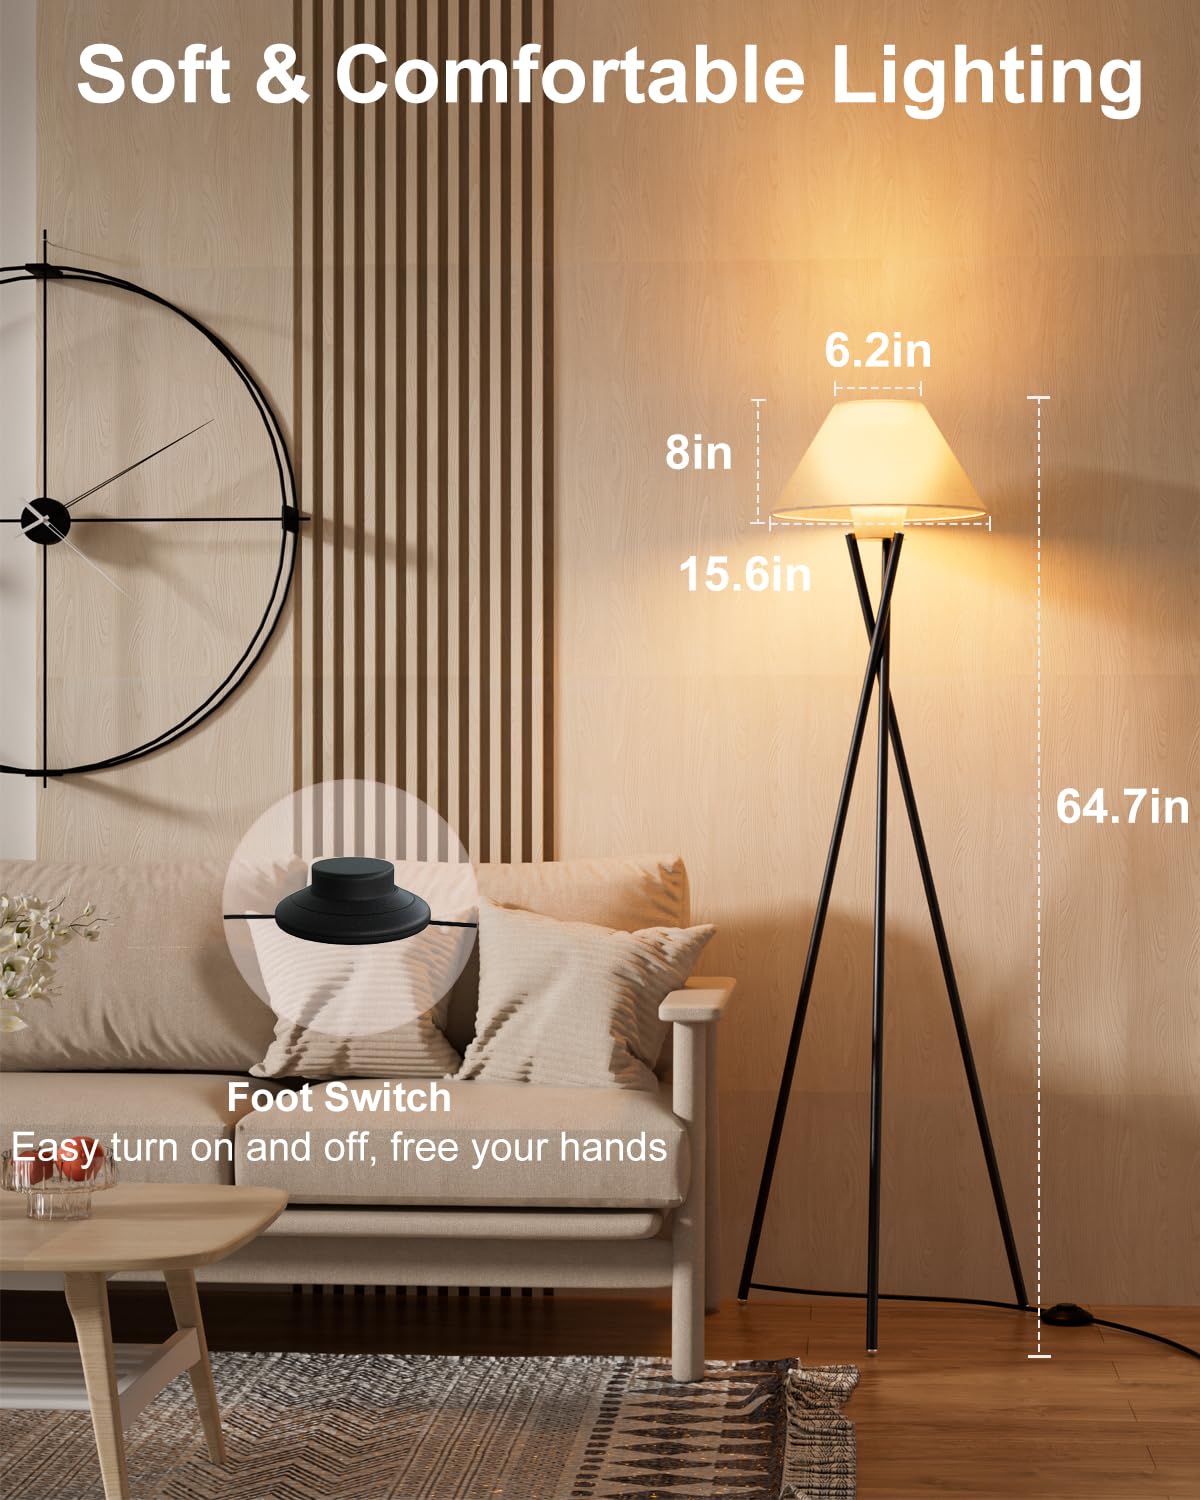 Soft & Comfortable Lighting
6.2in
8in
15.6in
64.7in
Foot Switch
Easy turn on and off, free your hands